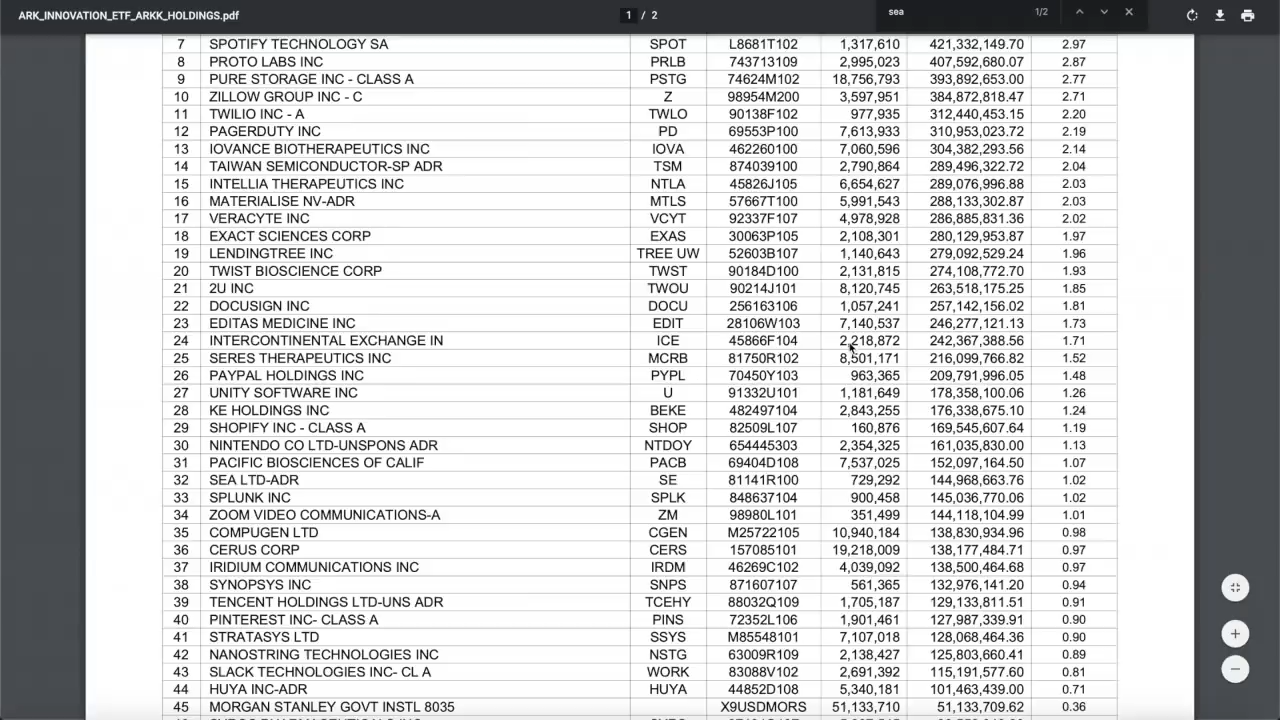 ARK_INNOVATION_ETF_ARKK_HOLDINGS.pdf 1 / 2 sea 1/2
7 SPOTIFY TECHNOLOGY SA SPOT L8681T102 1,317,610 421,332,149.70 2.97
8 PROTO LABS INC PRLB 743713109 2,995,023 407,592,680.07 2.87
9 PURE STORAGE INC - CLASS A PSTG 74624M102 18,756,793 393,892,653.00 2.77
10 ZILLOW GROUP INC - C Z 98954M200 3,597,951 384,872,818.47 2.71
11 TWILIO INC - A TWLO 90138F102 977,935 312,440,453.15 2.20
12 PAGERDUTY INC PD 69553P100 7,613,933 310,953,023.72 2.19
13 IOVANCE BIOTHERAPEUTICS INC IOVA 462260100 7,060,596 304,382,293.56 2.14
14 TAIWAN SEMICONDUCTOR-SP ADR TSM 874039100 2,790,864 289,496,322.72 2.04
15 INTELLIA THERAPEUTICS INC NTLA 45826J105 6,654,627 289,076,996.88 2.03
16 MATERIALISE NV-ADR MTLS 57667T100 5,991,543 288,133,302.87 2.03
17 VERACYTE INC VCYT 92337F107 4,978,928 286,885,831.36 2.02
18 EXACT SCIENCES CORP EXAS 30063P105 2,108,301 280,129,953.87 1.97
19 LENDINGTREE INC TREE UW 52603B107 1,140,643 279,092,529.24 1.96
20 TWIST BIOSCIENCE CORP TWST 90184D100 2,131,815 274,108,772.70 1.93
21 2U INC TWOU 90214J101 8,120,745 263,518,175.25 1.85
22 DOCUSIGN INC DOCU 256163106 1,057,241 257,142,156.02 1.81
23 EDITAS MEDICINE INC EDIT 28106W103 7,140,537 246,277,121.13 1.73
24 INTERCONTINENTAL EXCHANGE IN ICE 45866F104 2,218,872 242,367,388.56 1.71
25 SERES THERAPEUTICS INC MCRB 81750R102 8,501,171 216,099,766.82 1.52
26 PAYPAL HOLDINGS INC PYPL 70450Y103 963,365 209,791,996.05 1.48
27 UNITY SOFTWARE INC U 91332U101 1,181,649 178,358,100.06 1.26
28 KE HOLDINGS INC BEKE 482497104 2,843,255 176,338,675.10 1.24
29 SHOPIFY INC - CLASS A SHOP 82509L107 160,876 169,545,607.64 1.19
30 NINTENDO CO LTD-UNSPONS ADR NTDOY 654445303 2,354,325 161,035,830.00 1.13
31 PACIFIC BIOSCIENCES OF CALIF PACB 69404D108 7,537,025 152,097,164.50 1.07
32 SEA LTD-ADR SE 81141R100 729,292 144,968,663.76 1.02
33 SPLUNK INC SPLK 848637104 900,458 145,036,770.06 1.02
34 ZOOM VIDEO COMMUNICATIONS-A ZM 98980L101 351,499 144,118,104.99 1.01
35 COMPUGEN LTD CGEN M25722105 10,940,184 138,830,934.96 0.98
36 CERUS CORP CERS 157085101 19,218,009 138,177,484.71 0.97
37 IRIDIUM COMMUNICATIONS INC IRDM 46269C102 4,039,092 138,500,464.68 0.97
38 SYNOPSYS INC SNPS 871607107 561,365 132,976,141.20 0.94
39 TENCENT HOLDINGS LTD-UNS ADR TCEHY 88032Q109 1,705,187 129,133,811.51 0.91
40 PINTEREST INC- CLASS A PINS 72352L106 1,901,461 127,987,339.91 0.90
41 STRATASYS LTD SSYS M85548101 7,107,018 128,068,464.36 0.90
42 NANOSTRING TECHNOLOGIES INC NSTG 63009R109 2,138,427 125,803,660.41 0.89
43 SLACK TECHNOLOGIES INC- CL A WORK 83088V102 2,691,392 115,191,577.60 0.81
44 HUYA INC-ADR HUYA 44852D108 5,340,181 101,463,439.00 0.71
45 MORGAN STANLEY GOVT INSTL 8035 X9USDMORS 51,133,710 51,133,709.62 0.36